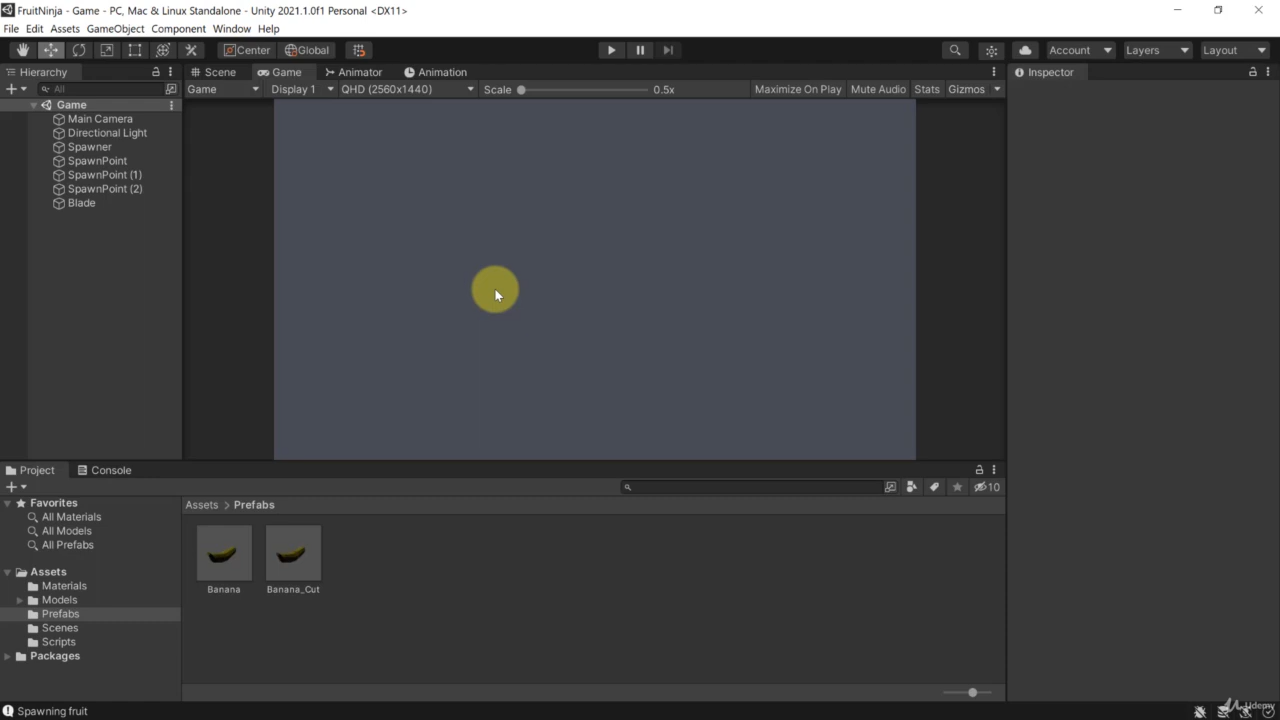 FruitNinja - Game - PC, Mac & Linux Standalone - Unity 2021.1.0f1 Personal <DX11>
File Edit Assets GameObject Component Window Help
Center Global Account Layers Layout
Hierarchy Scene Game Animator Animation Inspector
All Game Display 1 QHD (2560x1440) Scale 0.5x Maximize On Play Mute Audio Stats Gizmos
Game
Main Camera
Directional Light
Spawner
SpawnPoint
SpawnPoint (1)
SpawnPoint (2)
Blade
Project Console
10
Favorites Assets > Prefabs
All Materials
All Models
All Prefabs
Assets
Materials
Models
Prefabs
Scenes
Scripts
Packages
Banana Banana_Cut
Spawning fruit
Udemy